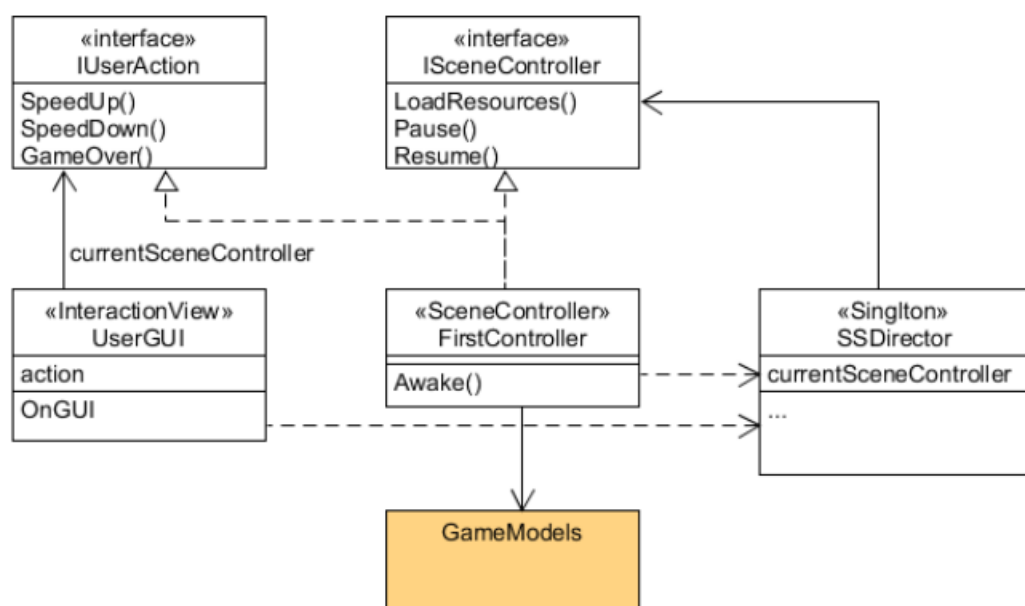 «interface»
IUserAction
SpeedUp()
SpeedDown()
GameOver()
«interface»
ISceneController
LoadResources()
Pause()
Resume()
currentSceneController
«InteractionView»
UserGUI
action
OnGUI
«SceneController»
FirstController
Awake()
«Singlton»
SSDirector
currentSceneController
...
GameModels